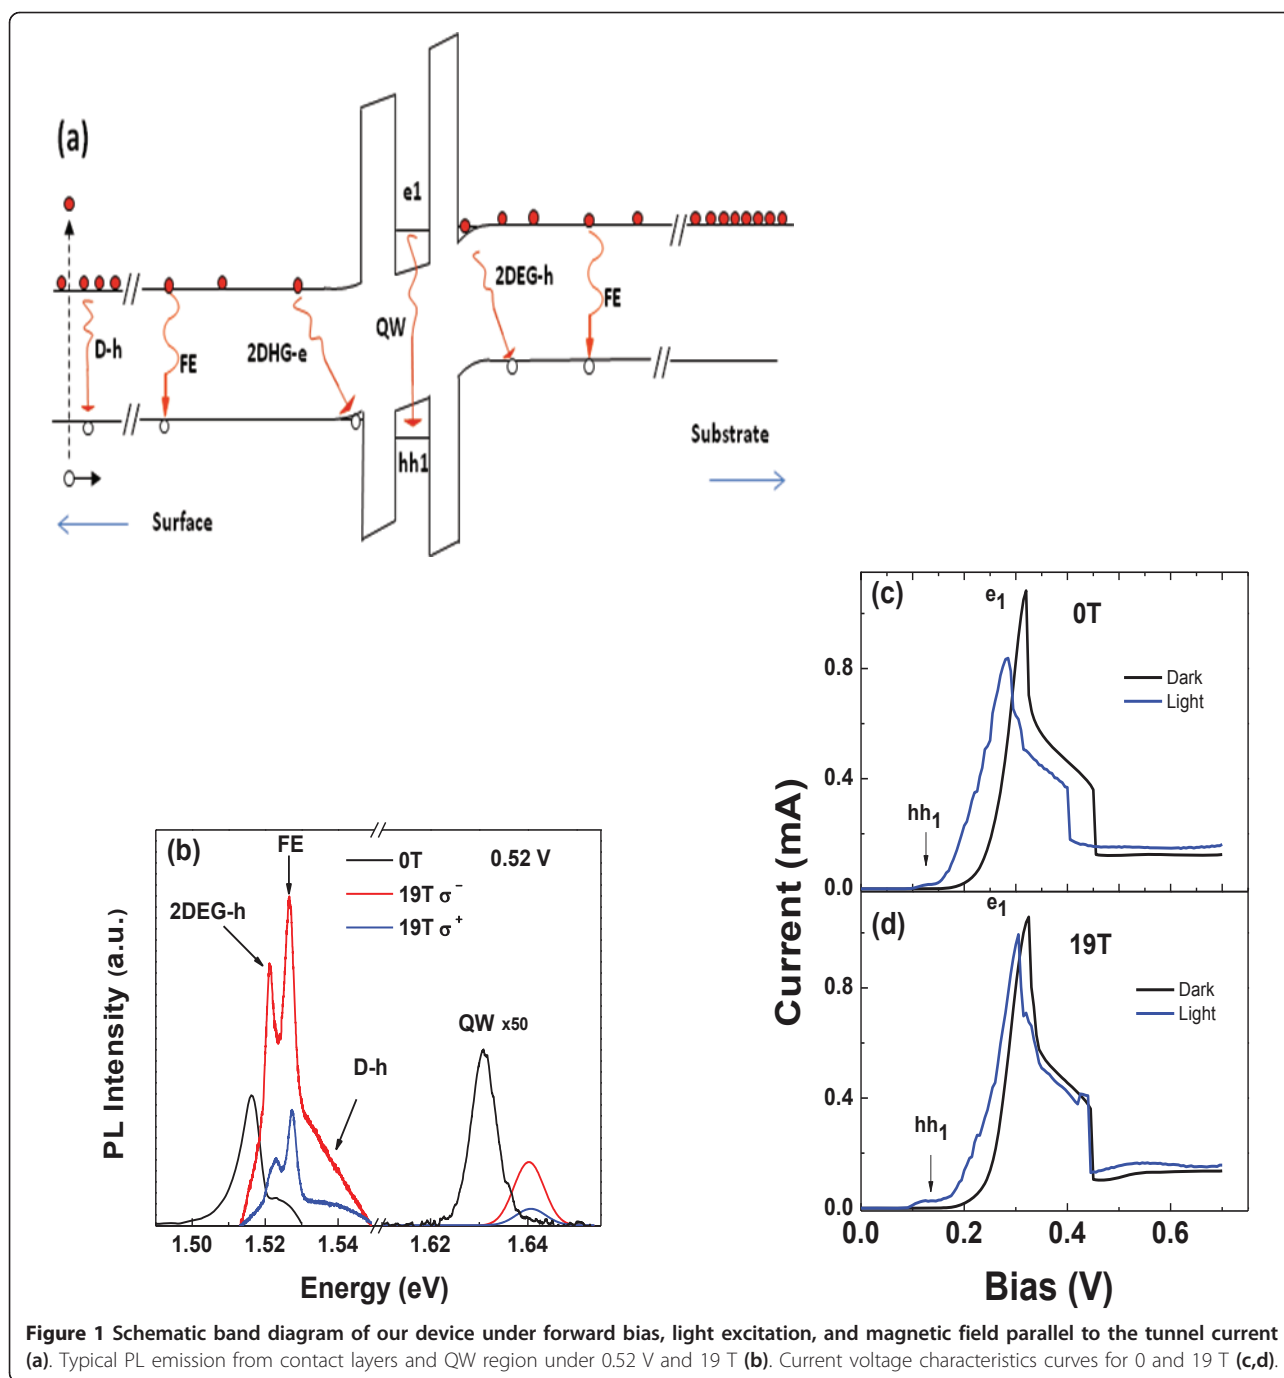 (a)
e1
2DEG-h
FE
QW
D-h
FE
2DHG-e
hh1
Substrate
Surface
(b)
FE
0T
0.52 V
19T σ⁻
19T σ⁺
2DEG-h
QW x50
D-h
PL Intensity (a.u.)
1.50 1.52 1.54 1.62 1.64
Energy (eV)
(c)
e₁
0T
Dark
Light
0.8
0.4
hh₁
0.0
(d)
e₁
19T
Dark
Light
0.8
0.4
hh₁
0.0
Current (mA)
0.0 0.2 0.4 0.6
Bias (V)
Figure 1 Schematic band diagram of our device under forward bias, light excitation, and magnetic field parallel to the tunnel current
(a). Typical PL emission from contact layers and QW region under 0.52 V and 19 T (b). Current voltage characteristics curves for 0 and 19 T (c,d).